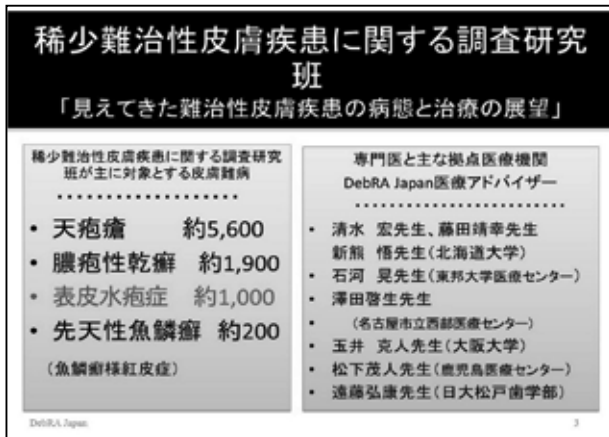 稀少難治性皮膚疾患に関する調査研究
班
「見えてきた難治性皮膚疾患の病態と治療の展望」
稀少難治性皮膚疾患に関する調査研究
班が主に対象とする皮膚難病
・・・・・・・・・・・・・・・・・・・
• 天疱瘡 約5,600
• 膿疱性乾癬 約1,900
• 表皮水疱症 約1,000
• 先天性魚鱗癬 約200
（魚鱗癬様紅皮症）
専門医と主な拠点医療機関
DebRA Japan医療アドバイザー
・・・・・・・・・・・・・・・・・・・・・・・・
• 清水 宏先生、藤田靖幸先生
新熊 悟先生（北海道大学）
• 石河 晃先生（東邦大学医療センター）
• 澤田啓生先生
• （名古屋市立西部医療センター）
• 玉井 克人先生（大阪大学）
• 松下茂人先生（鹿児島医療センター）
• 遠藤弘康先生（日大松戸歯学部）
DebRA Japan
3